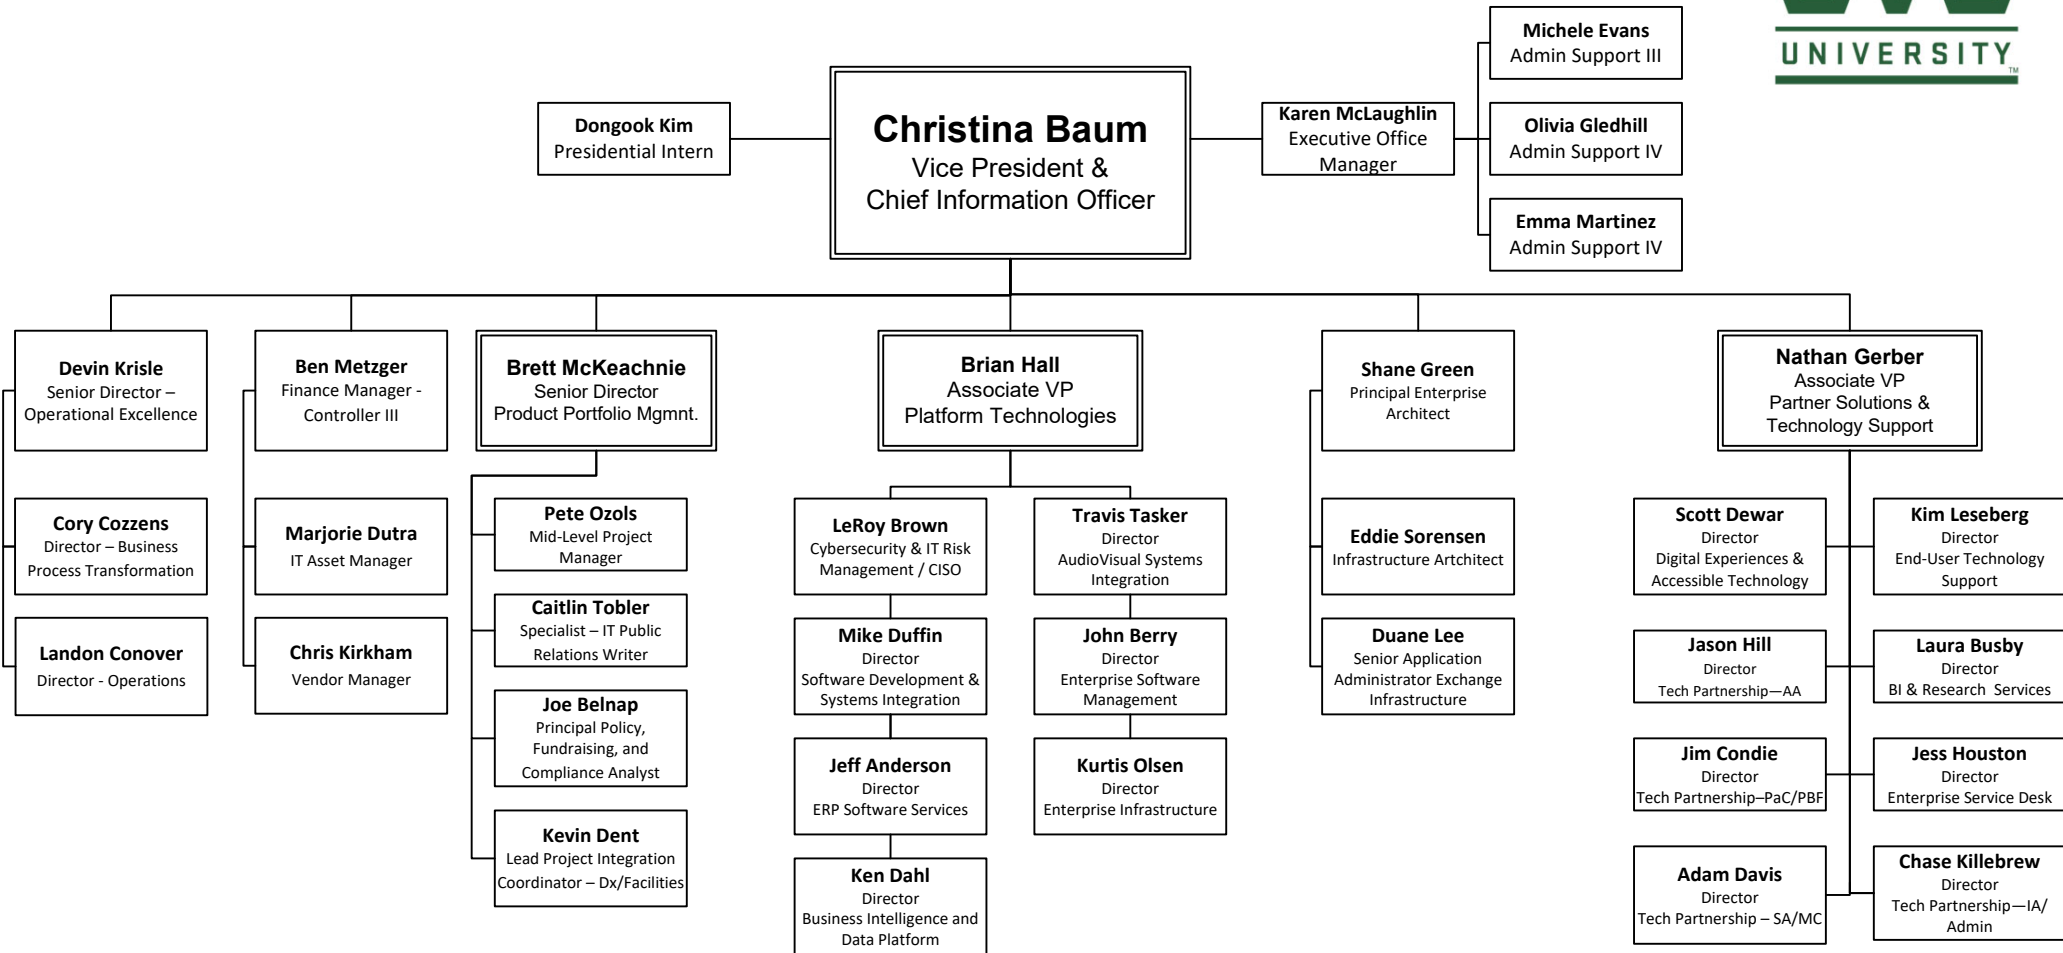 UNIVERSITY
TM
Michele Evans
Admin Support III
Christina Baum
Vice President &
Chief Information Officer
Dongook Kim
Presidential Intern
Karen McLaughlin
Executive Office
Manager
Olivia Gledhill
Admin Support IV
Emma Martinez
Admin Support IV
Devin Krisle
Senior Director –
Operational Excellence
Ben Metzger
Finance Manager -
Controller III
Brett McKeachnie
Senior Director
Product Portfolio Mgmnt.
Brian Hall
Associate VP
Platform Technologies
Shane Green
Principal Enterprise
Architect
Nathan Gerber
Associate VP
Partner Solutions &
Technology Support
Cory Cozzens
Director – Business
Process Transformation
Landon Conover
Director - Operations
Marjorie Dutra
IT Asset Manager
Chris Kirkham
Vendor Manager
Pete Ozols
Mid-Level Project
Manager
Caitlin Tobler
Specialist – IT Public
Relations Writer
Joe Belnap
Principal Policy,
Fundraising, and
Compliance Analyst
Kevin Dent
Lead Project Integration
Coordinator – Dx/Facilities
LeRoy Brown
Cybersecurity & IT Risk
Management / CISO
Mike Duffin
Director
Software Development &
Systems Integration
Jeff Anderson
Director
ERP Software Services
Ken Dahl
Director
Business Intelligence and
Data Platform
Travis Tasker
Director
AudioVisual Systems
Integration
John Berry
Director
Enterprise Software
Management
Kurtis Olsen
Director
Enterprise Infrastructure
Eddie Sorensen
Infrastructure Artchitect
Duane Lee
Senior Application
Administrator Exchange
Infrastructure
Scott Dewar
Director
Digital Experiences &
Accessible Technology
Jason Hill
Director
Tech Partnership—AA
Jim Condie
Director
Tech Partnership–PaC/PBF
Adam Davis
Director
Tech Partnership – SA/MC
Kim Leseberg
Director
End-User Technology
Support
Laura Busby
Director
BI & Research Services
Jess Houston
Director
Enterprise Service Desk
Chase Killebrew
Director
Tech Partnership—IA/
Admin